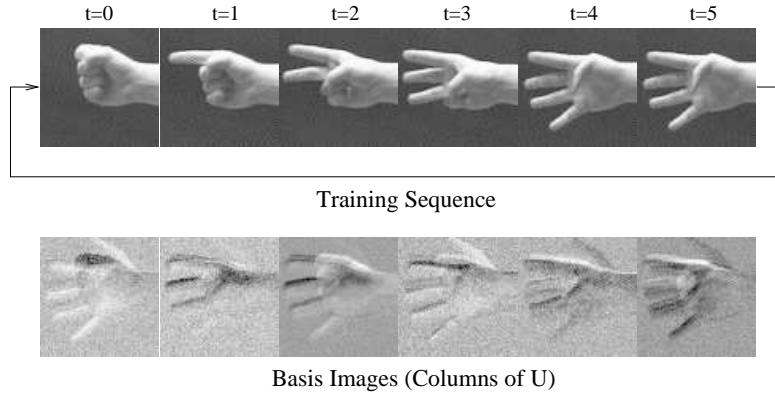 t=0 t=1 t=2 t=3 t=4 t=5
Training Sequence
Basis Images (Columns of U)